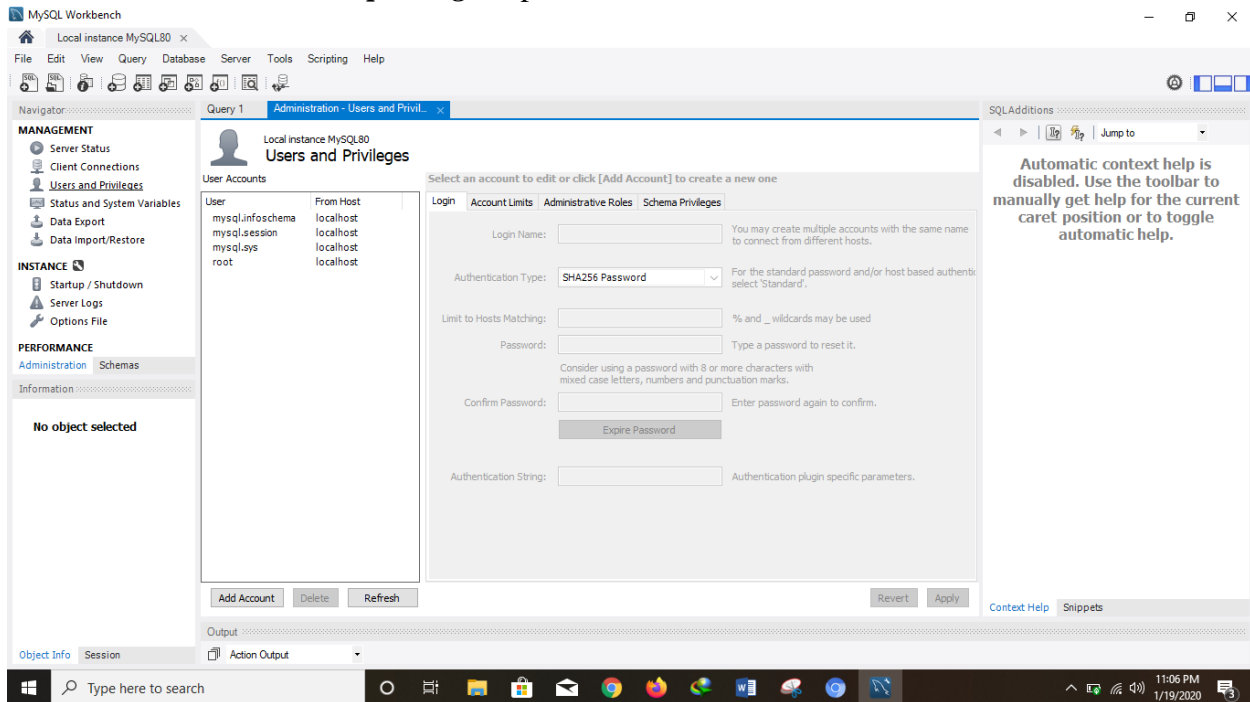 MySQL Workbench
Local instance MySQL80
File Edit View Query Database Server Tools Scripting Help
Navigator
MANAGEMENT
Server Status
Client Connections
Users and Privileges
Status and System Variables
Data Export
Data Import/Restore
INSTANCE
Startup / Shutdown
Server Logs
Options File
PERFORMANCE
Administration Schemas
Information
No object selected
Object Info Session
Query 1 Administration - Users and Privil...
Local instance MySQL80
Users and Privileges
User Accounts
User From Host
mysql.infoschema localhost
mysql.session localhost
mysql.sys localhost
root localhost
Add Account Delete Refresh
Select an account to edit or click [Add Account] to create a new one
Login Account Limits Administrative Roles Schema Privileges
Login Name: You may create multiple accounts with the same name
to connect from different hosts.
Authentication Type: SHA256 Password For the standard password and/or host based authenti
select 'Standard'.
Limit to Hosts Matching: % and _ wildcards may be used
Password: Type a password to reset it.
Consider using a password with 8 or more characters with
mixed case letters, numbers and punctuation marks.
Confirm Password: Enter password again to confirm.
Expire Password
Authentication String: Authentication plugin specific parameters.
Revert Apply
Output
Action Output
SQLAdditions
Jump to
Automatic context help is
disabled. Use the toolbar to
manually get help for the current
caret position or to toggle
automatic help.
Context Help Snippets
Type here to search
11:06 PM
1/19/2020
3